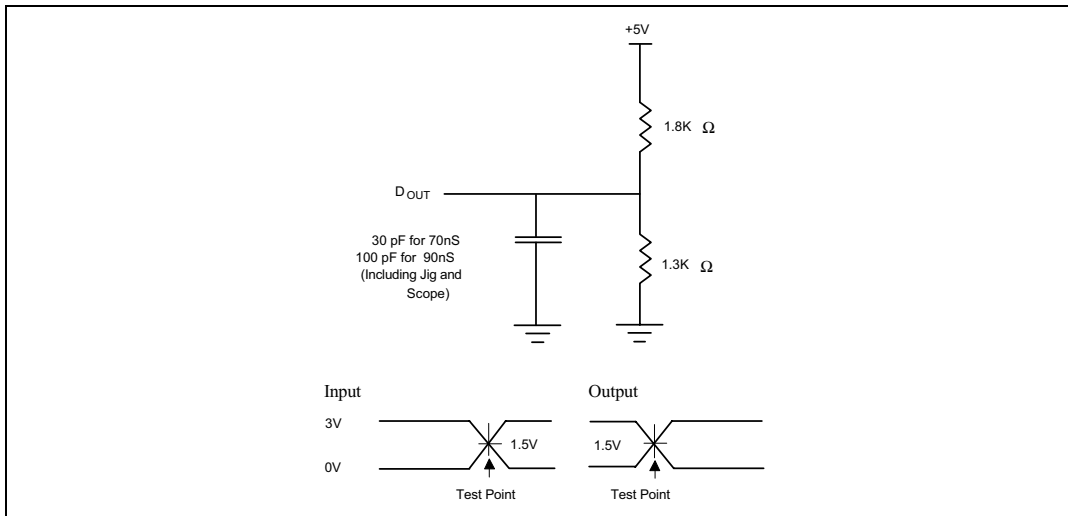 +5V
1.8K Ω
D OUT
30 pF for 70nS
100 pF for 90nS
(Including Jig and
Scope)
1.3K Ω
Input
Output
3V
1.5V
1.5V
0V
Test Point
Test Point